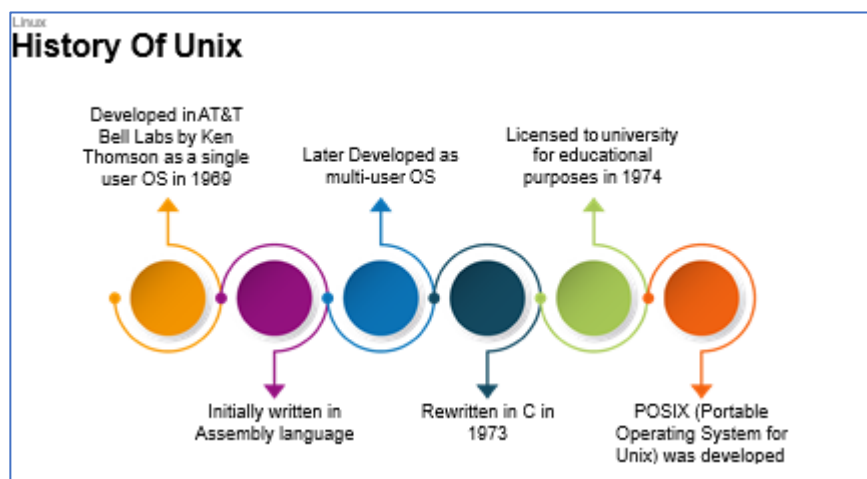 Linux
History Of Unix
Developed in AT&T
Bell Labs by Ken
Thomson as a single
user OS in 1969
Later Developed as
multi-user OS
Licensed to university
for educational
purposes in 1974
Initially written in
Assembly language
Rewritten in C in
1973
POSIX (Portable
Operating System for
Unix) was developed